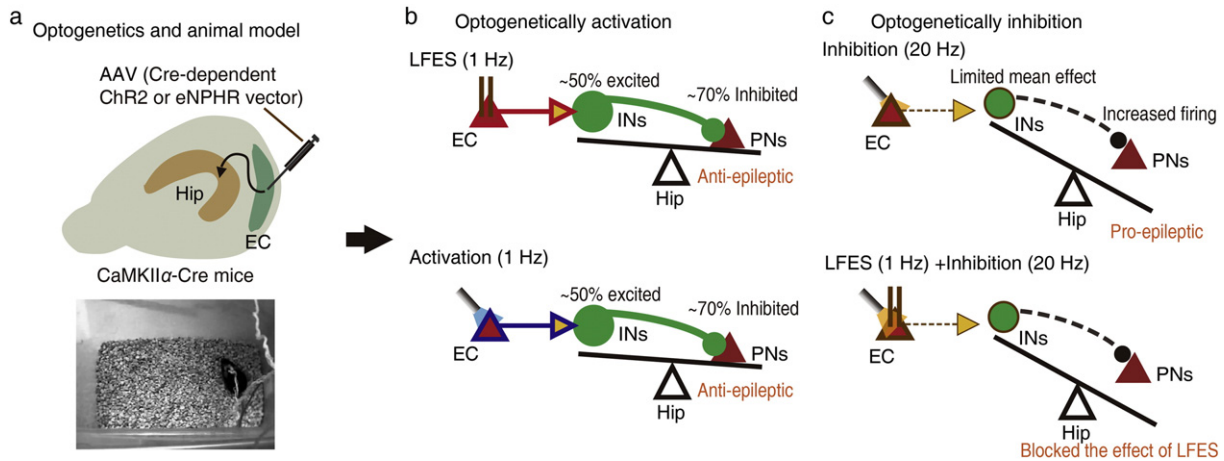 a
Optogenetics and animal model
AAV (Cre-dependent
ChR2 or eNPHR vector)
Hip
EC
CaMKIIα-Cre mice
b
Optogenetically activation
LFES (1 Hz)
~50% excited
~70% Inhibited
EC
INs
PNs
Anti-epileptic
Hip
Activation (1 Hz)
~50% excited
~70% Inhibited
EC
INs
PNs
Anti-epileptic
Hip
c
Optogenetically inhibition
Inhibition (20 Hz)
Limited mean effect
Increased firing
EC
INs
PNs
Hip
Pro-epileptic
LFES (1 Hz) +Inhibition (20 Hz)
EC
INs
PNs
Hip
Blocked the effect of LFES